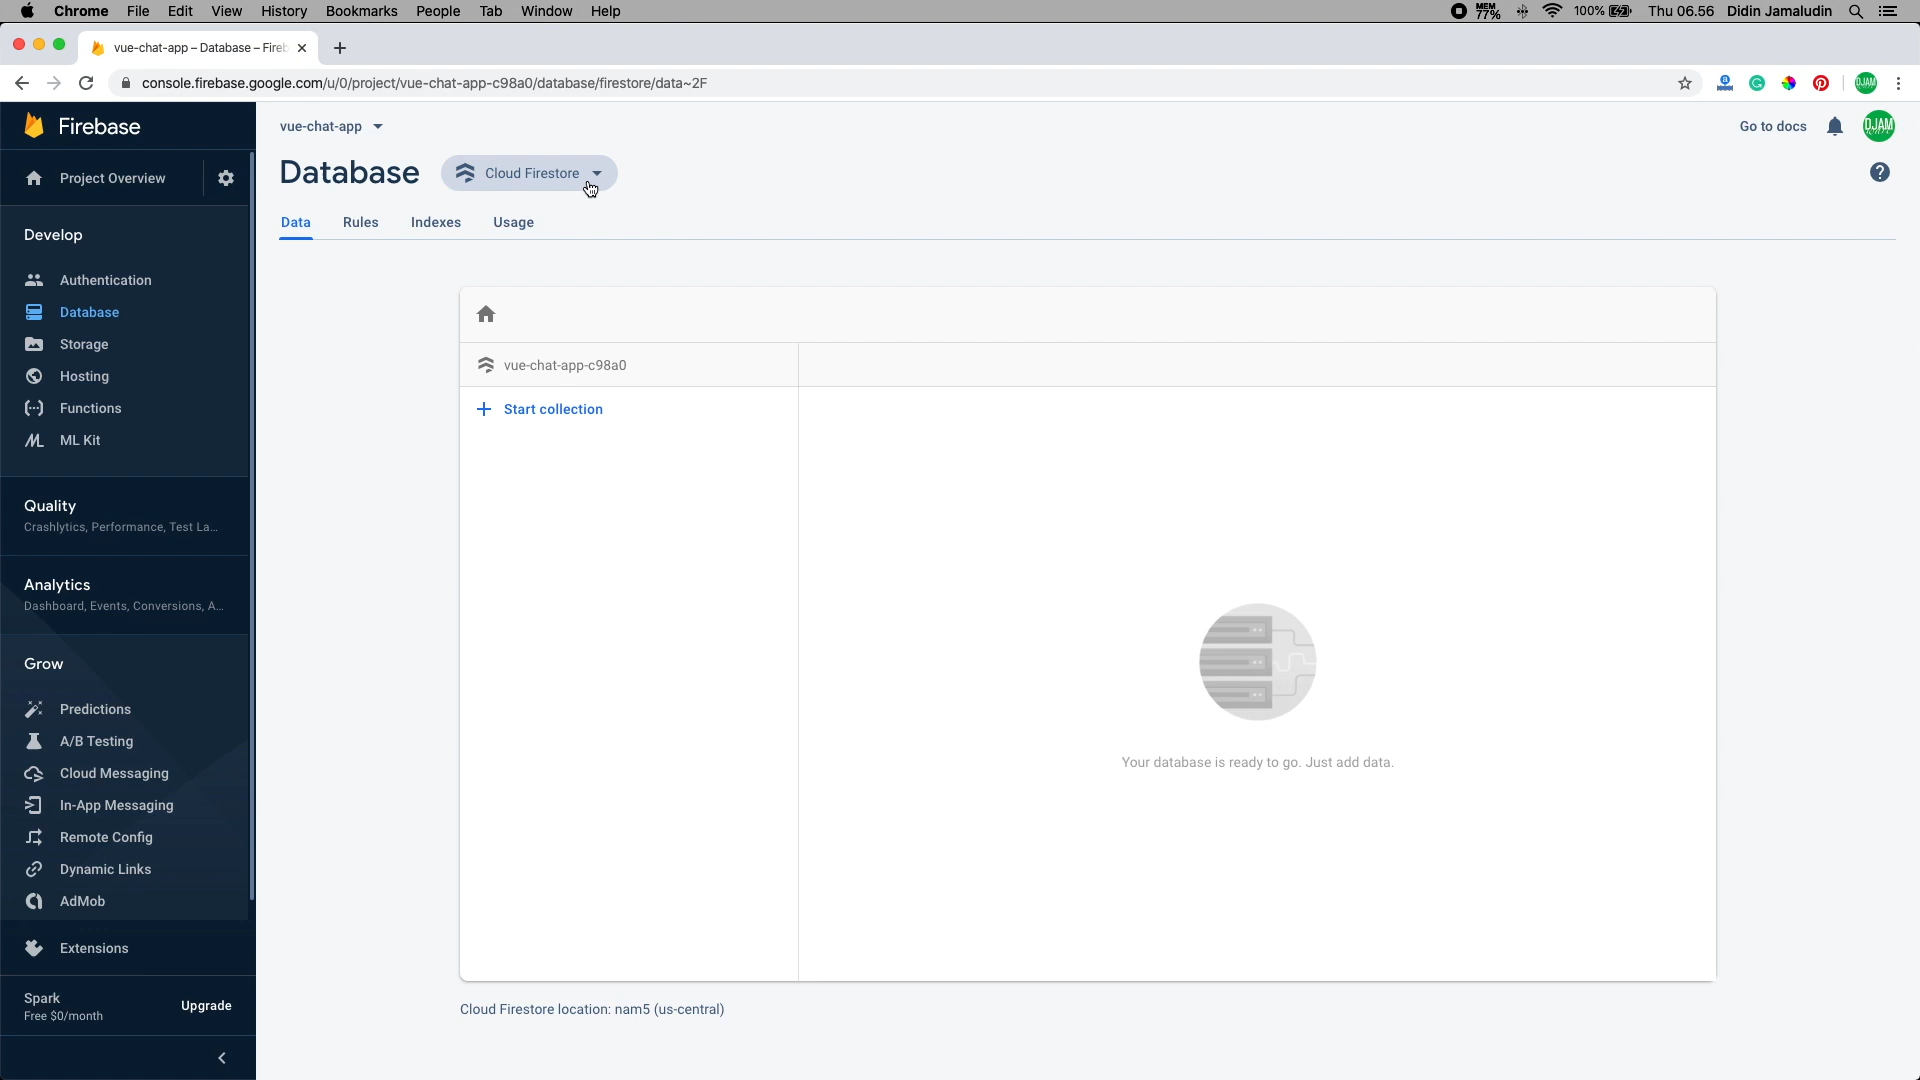 Chrome File Edit View History Bookmarks People Tab Window Help MEM 77% 100% Thu 06.56 Didin Jamaludin
vue-chat-app – Database – Fireb
console.firebase.google.com/u/0/project/vue-chat-app-c98a0/database/firestore/data~2F
Firebase
vue-chat-app
Go to docs
DJAM
Project Overview
Database
Cloud Firestore
Data Rules Indexes Usage
Develop
Authentication
Database
Storage
Hosting
Functions
ML Kit
Quality
Crashlytics, Performance, Test La...
Analytics
Dashboard, Events, Conversions, A...
Grow
Predictions
A/B Testing
Cloud Messaging
In-App Messaging
Remote Config
Dynamic Links
AdMob
Extensions
Spark
Free $0/month
Upgrade
vue-chat-app-c98a0
Start collection
Your database is ready to go. Just add data.
Cloud Firestore location: nam5 (us-central)